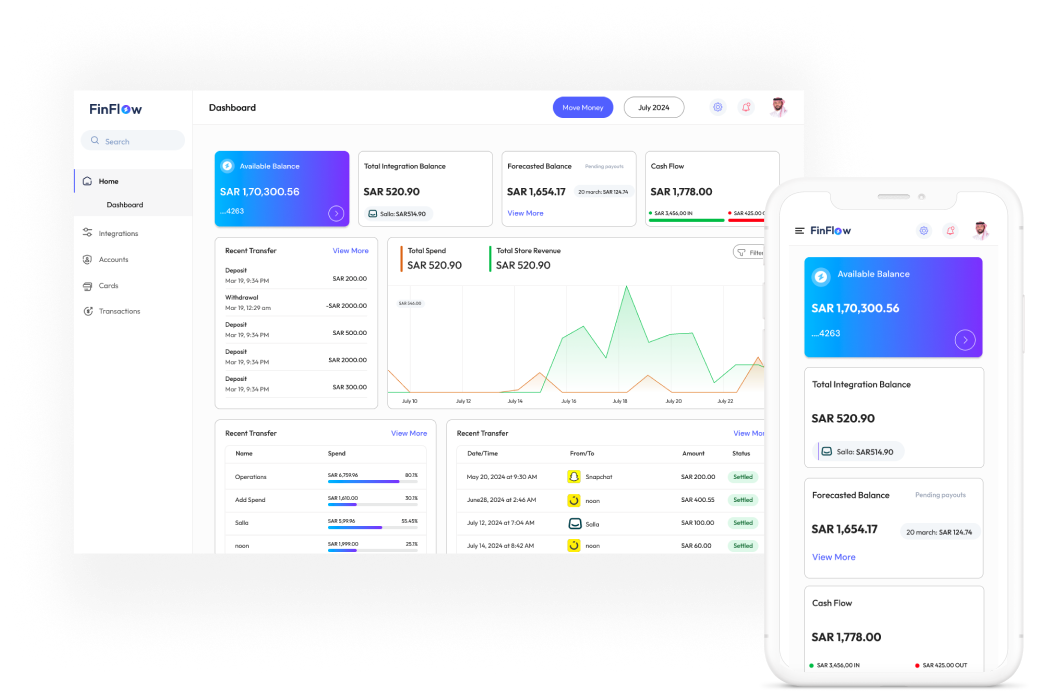 FinFlow
Dashboard
Move Money
July 2024
Search
Home
Dashboard
Integrations
Accounts
Cards
Transactions
Available Balance
SAR 1,70,300.56
....4263
Total Integration Balance
SAR 520.90
Salla: SAR514.90
Forecasted Balance
Pending payouts
SAR 1,654.17
20 march: SAR 124.74
View More
Cash Flow
SAR 1,778.00
SAR 3,456,00 IN
SAR 425.00
Recent Transfer
View More
Deposit
Mar 19, 9:34 PM
SAR 200.00
Withdrawal
Mar 19, 12:29 am
-SAR 2000.00
Deposit
Mar 19, 9:34 PM
SAR 500.00
Deposit
Mar 19, 9:34 PM
SAR 2000.00
Deposit
Mar 19, 9:34 PM
SAR 300.00
Total Spend
SAR 520.90
Total Store Revenue
SAR 520.90
Filter
SAR 546.00
July 10
July 12
July 14
July 16
July 18
July 20
July 22
Recent Transfer
View More
Name
Spend
Operations
SAR 6,759.96
80.1%
Add Spend
SAR 1,610.00
30.1%
Salla
SAR 5,99.96
55.45%
noon
SAR 1,999.00
25.1%
Recent Transfer
View Mor
Date/Time
From/To
Amount
Status
May 20, 2024 at 9:30 AM
Snapchat
SAR 200.00
Settled
June28, 2024 at 2:46 AM
noon
SAR 400.55
Settled
July 12, 2024 at 7:04 AM
Salla
SAR 100.00
Settled
July 14, 2024 at 8:42 AM
noon
SAR 60.00
Settled
FinFlow
Available Balance
SAR 1,70,300.56
....4263
Total Integration Balance
SAR 520.90
Salla: SAR514.90
Forecasted Balance
Pending payouts
SAR 1,654.17
20 march: SAR 124.74
View More
Cash Flow
SAR 1,778.00
SAR 3,456,00 IN
SAR 425.00 OUT